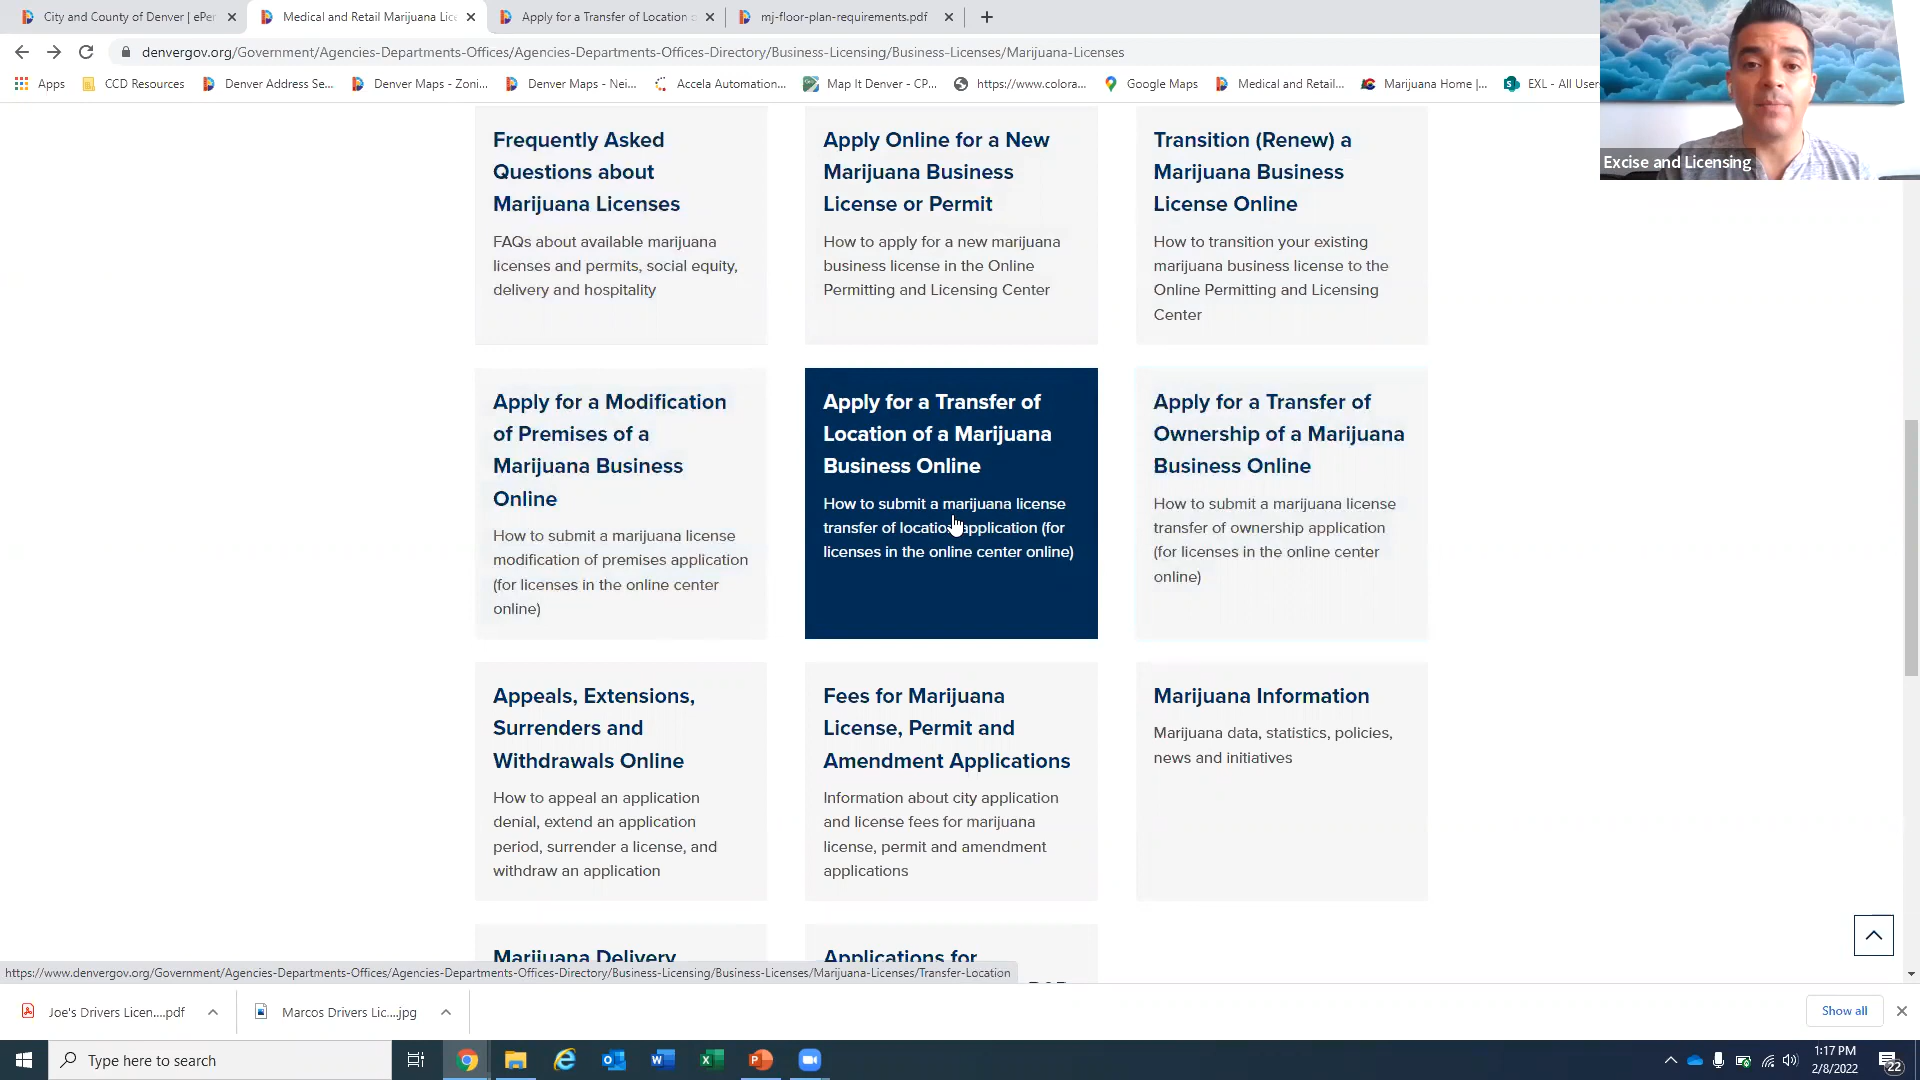 City and County of Denver | ePer
Medical and Retail Marijuana Lice
Apply for a Transfer of Location o
mj-floor-plan-requirements.pdf
denvergov.org/Government/Agencies-Departments-Offices/Agencies-Departments-Offices-Directory/Business-Licensing/Business-Licenses/Marijuana-Licenses
Apps
CCD Resources
Denver Address Se...
Denver Maps - Zoni...
Denver Maps - Nei...
Accela Automation...
Map It Denver - CP...
https://www.colora...
Google Maps
Medical and Retail...
Marijuana Home |...
EXL - All User
Excise and Licensing
Frequently Asked
Questions about
Marijuana Licenses
FAQs about available marijuana
licenses and permits, social equity,
delivery and hospitality
Apply Online for a New
Marijuana Business
License or Permit
How to apply for a new marijuana
business license in the Online
Permitting and Licensing Center
Transition (Renew) a
Marijuana Business
License Online
How to transition your existing
marijuana business license to the
Online Permitting and Licensing
Center
Apply for a Modification
of Premises of a
Marijuana Business
Online
How to submit a marijuana license
modification of premises application
(for licenses in the online center
online)
Apply for a Transfer of
Location of a Marijuana
Business Online
How to submit a marijuana license
transfer of location application (for
licenses in the online center online)
Apply for a Transfer of
Ownership of a Marijuana
Business Online
How to submit a marijuana license
transfer of ownership application
(for licenses in the online center
online)
Appeals, Extensions,
Surrenders and
Withdrawals Online
How to appeal an application
denial, extend an application
period, surrender a license, and
withdraw an application
Fees for Marijuana
License, Permit and
Amendment Applications
Information about city application
and license fees for marijuana
license, permit and amendment
applications
Marijuana Information
Marijuana data, statistics, policies,
news and initiatives
Marijuana Delivery
Applications for
https://www.denvergov.org/Government/Agencies-Departments-Offices/Agencies-Departments-Offices-Directory/Business-Licensing/Business-Licenses/Marijuana-Licenses/Transfer-Location
Joe's Drivers Licen....pdf
Marcos Drivers Lic....jpg
Show all
Type here to search
1:17 PM
2/8/2022
22